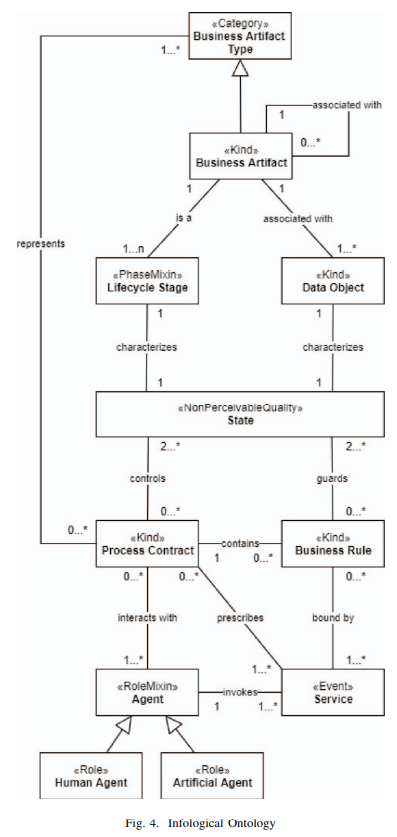 «Category»
Business Artifact
Type
1...*
associated with
1
0...*
«Kind»
Business Artifact
1
1
is a
associated with
represents
1...n
1...*
«PhaseMixin»
Lifecycle Stage
«Kind»
Data Object
1
1
characterizes
characterizes
1
1
«NonPerceivableQuality»
State
2...*
2...*
controls
guards
0...*
0...*
0...*
«Kind»
Process Contract
contains
1
0...*
«Kind»
Business Rule
0...*
0...*
0...*
interacts with
prescribes
bound by
1...*
1...*
1...*
«RoleMixin»
Agent
invokes
1
1...*
«Event»
Service
«Role»
Human Agent
«Role»
Artificial Agent
Fig. 4. Infological Ontology